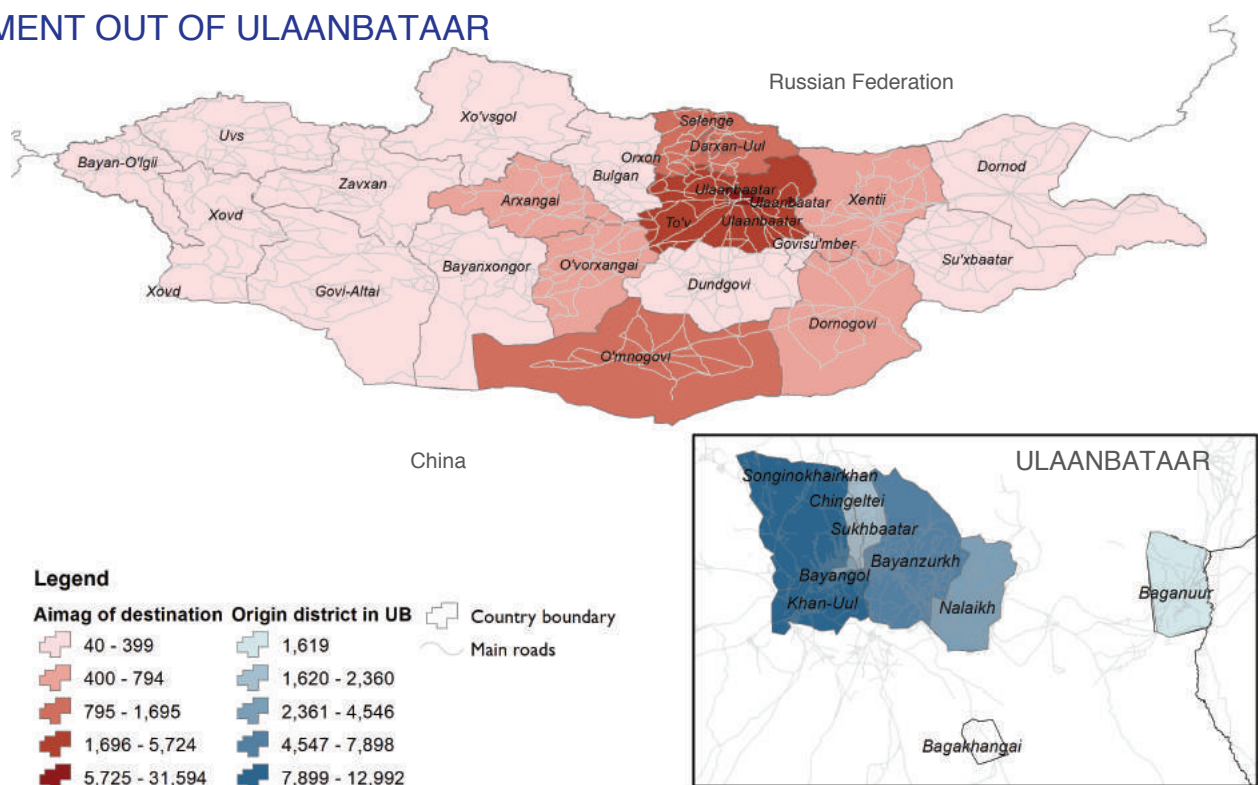 MENT OUT OF ULAANBATAAR
Russian Federation
Xo'vsgol
Selenge
Uvs
Darxan-Uul
Bayan-O'lgii
Orxon
Dornod
Bulgan
Zavxan
Ulaanbaatar
Arxangai
Ulaanbaatar
Xentii
Xovd
To'v
Ulaanbaatar
Govisu'mber
Bayanxongor
O'vorxangai
Su'xbaatar
Dundgovi
Xovd
Govi-Altai
Dornogovi
O'mnogovi
China
ULAANBATAAR
Songinokhairkhan
Chingeltei
Sukhbaatar
Bayanzurkh
Bayangol
Khan-Uul
Nalaikh
Baganuur
Bagakhangai
Legend
Aimag of destination
40 - 399
400 - 794
795 - 1,695
1,696 - 5,724
5,725 - 31,594
Origin district in UB
1,619
1,620 - 2,360
2,361 - 4,546
4,547 - 7,898
7,899 - 12,992
Country boundary
Main roads